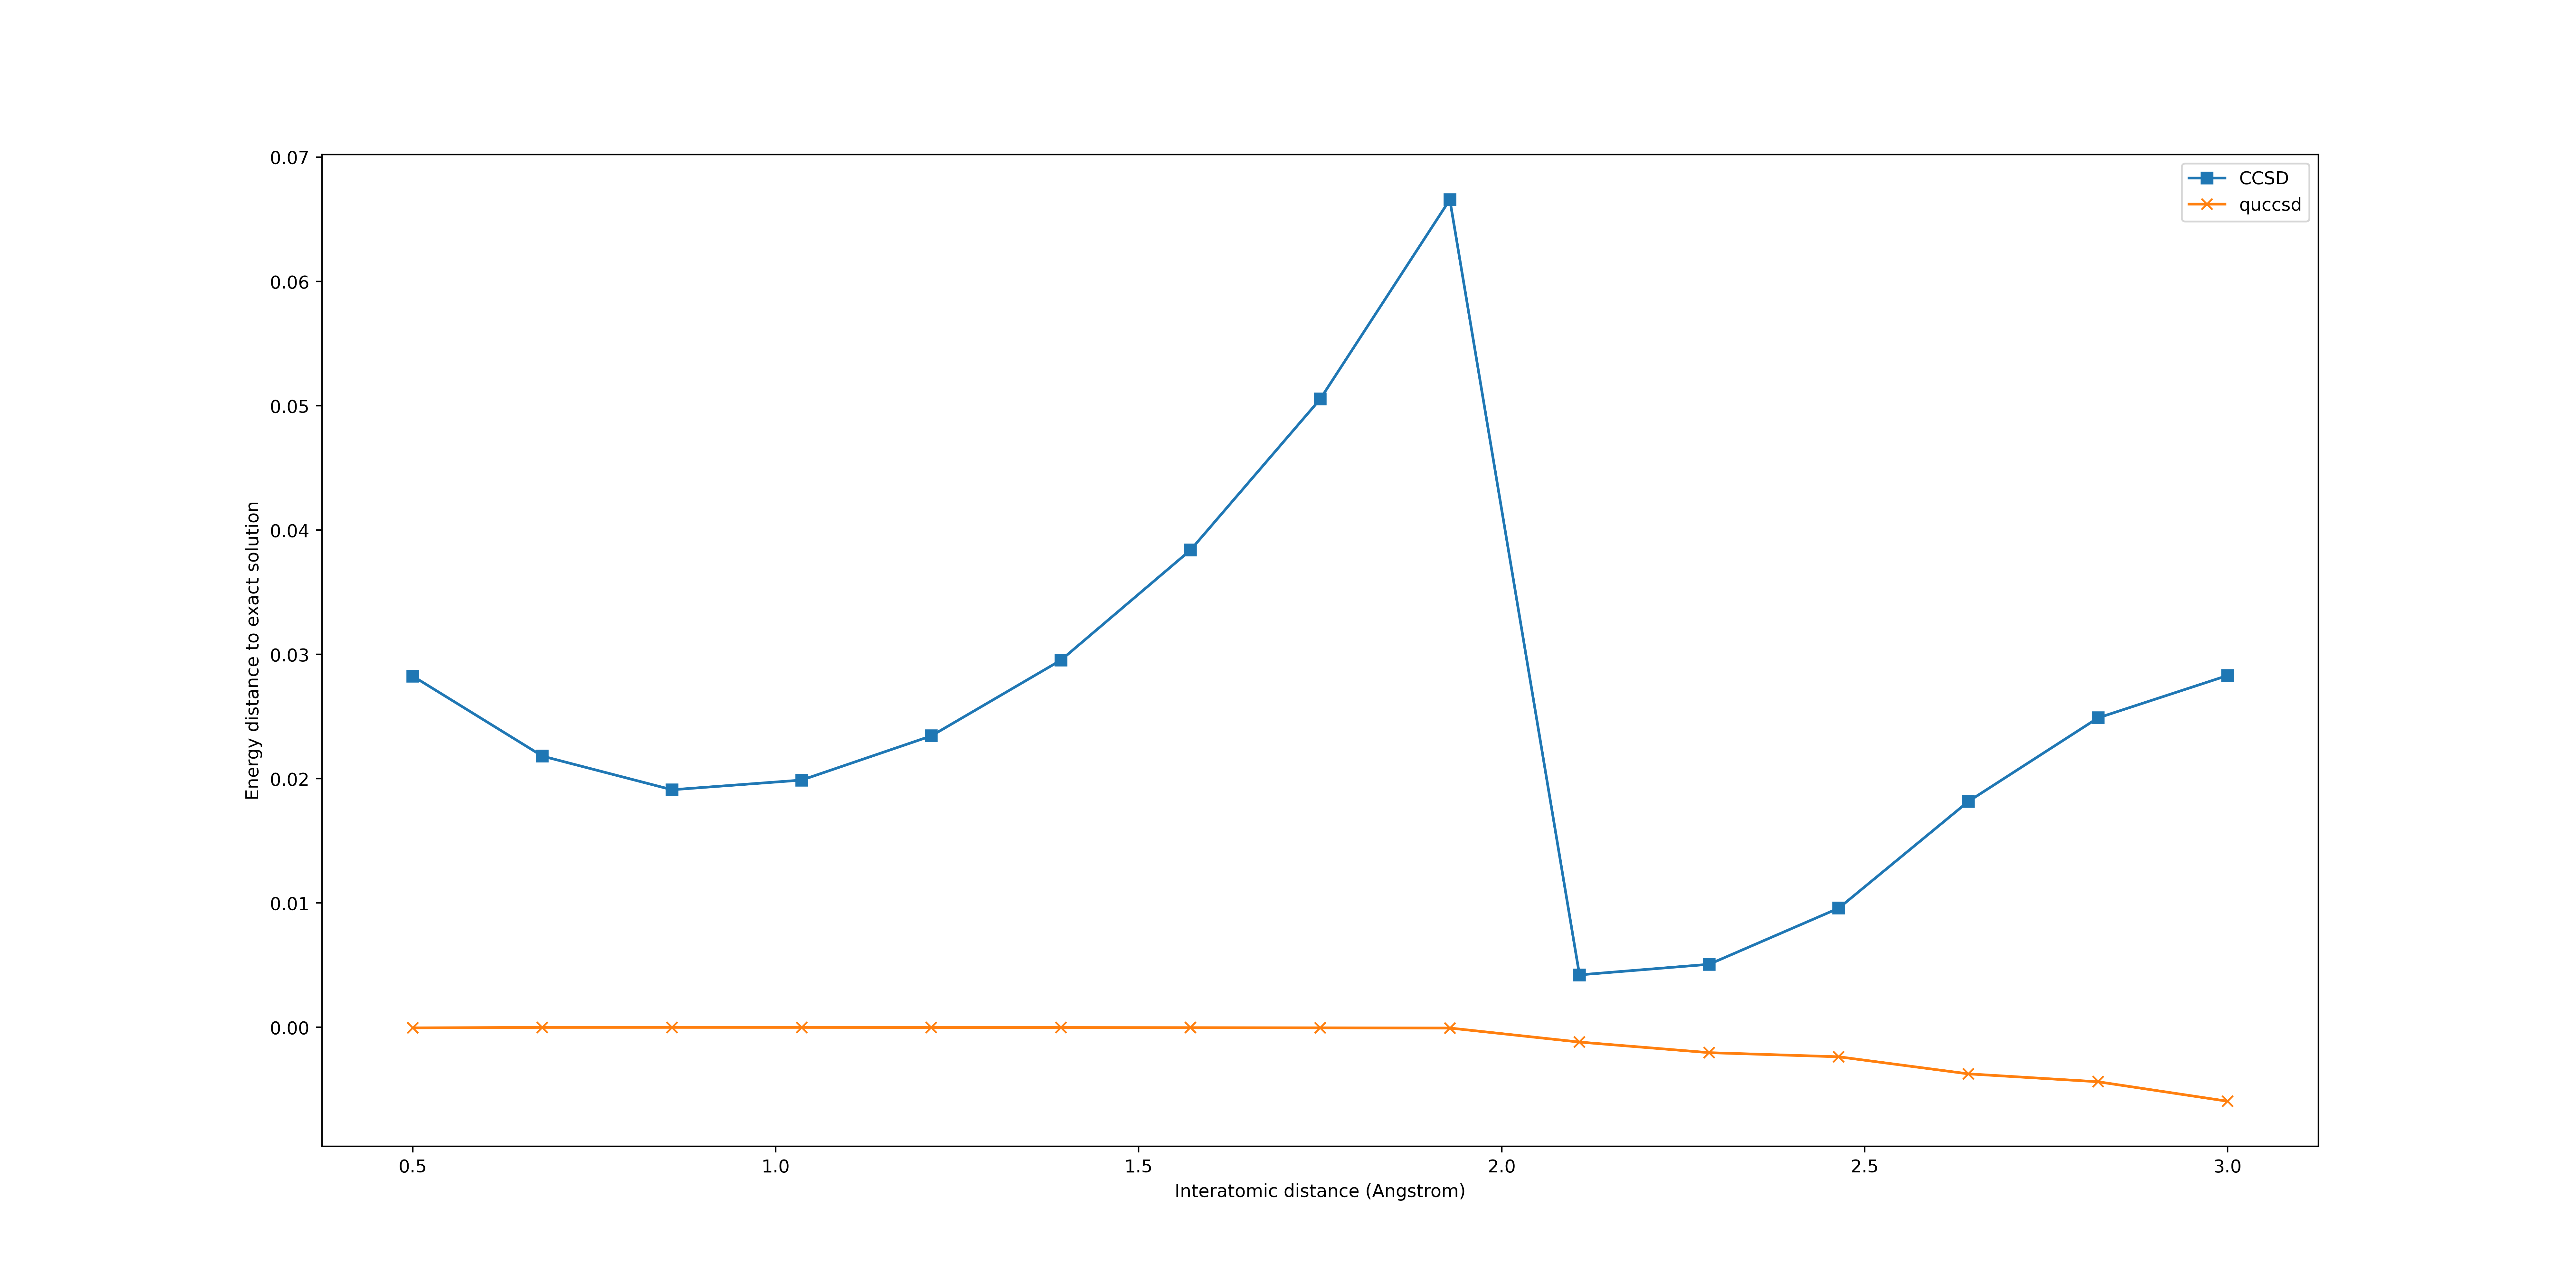 0.07
0.06
0.05
0.04
0.03
0.02
0.01
0.00
Energy distance to exact solution
CCSD
quccsd
0.5 1.0 1.5 2.0 2.5 3.0
Interatomic distance (Angstrom)